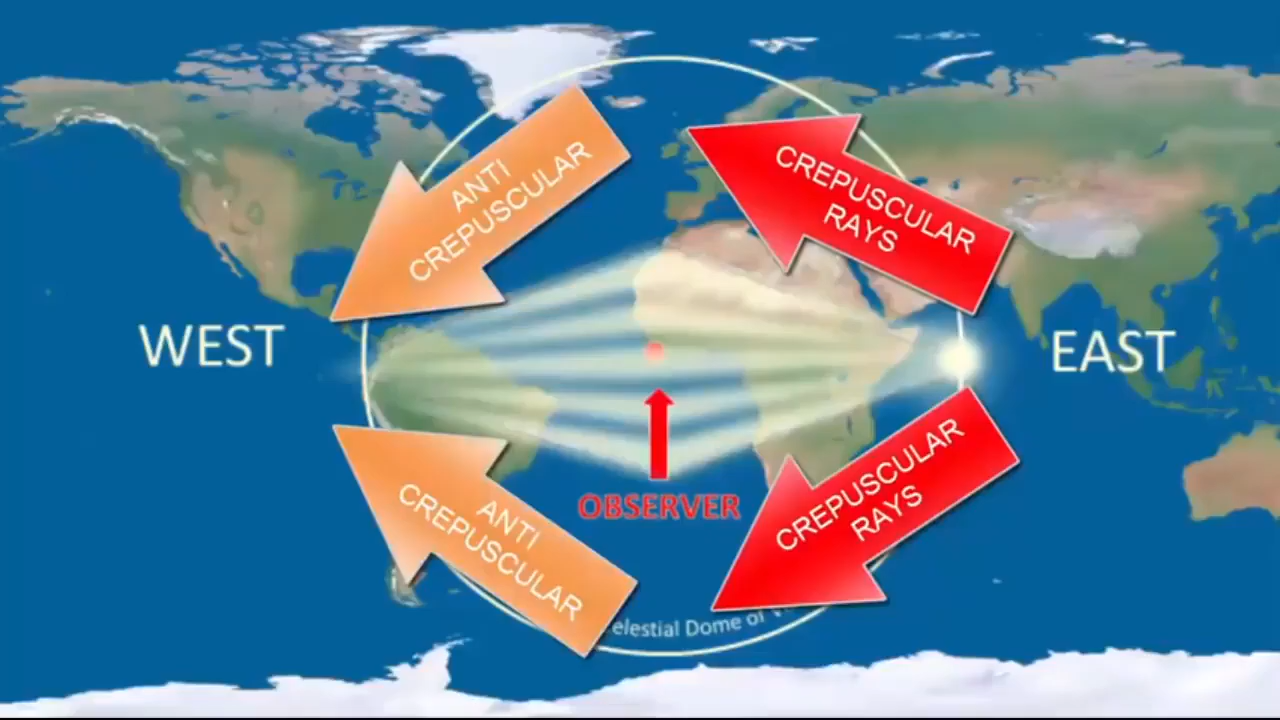 ANTI
CREPUSCULAR
CREPUSCULAR
RAYS
WEST
EAST
OBSERVER
ANTI
CREPUSCULAR
CREPUSCULAR
RAYS
elestial Dome of